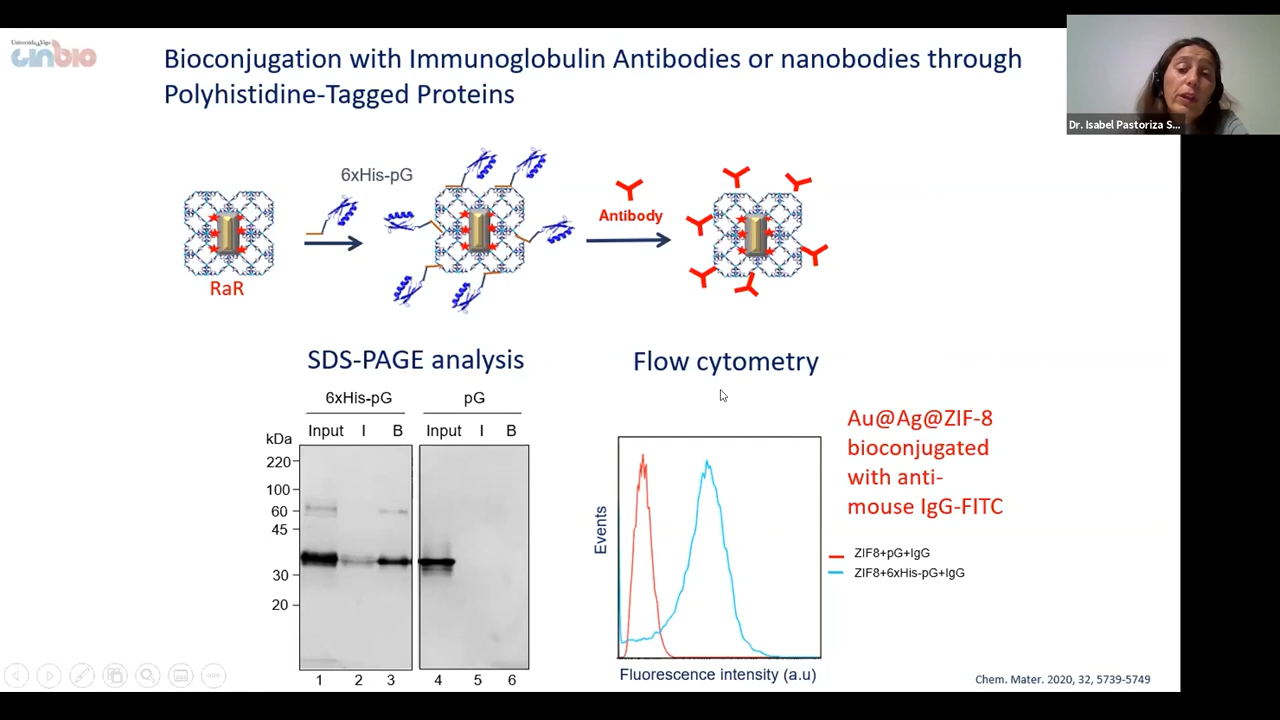 Universidade Vigo
cinbio
Bioconjugation with Immunoglobulin Antibodies or nanobodies through
Polyhistidine-Tagged Proteins
Dr. Isabel Pastoriza S...
6xHis-pG
Antibody
RaR
SDS-PAGE analysis
Flow cytometry
6xHis-pG pG
Input I B Input I B
kDa
220
100
60
45
30
20
1 2 3 4 5 6
Events
Fluorescence intensity (a.u)
Au@Ag@ZIF-8
bioconjugated
with anti-
mouse IgG-FITC
ZIF8+pG+IgG
ZIF8+6xHis-pG+IgG
Chem. Mater. 2020, 32, 5739-5749